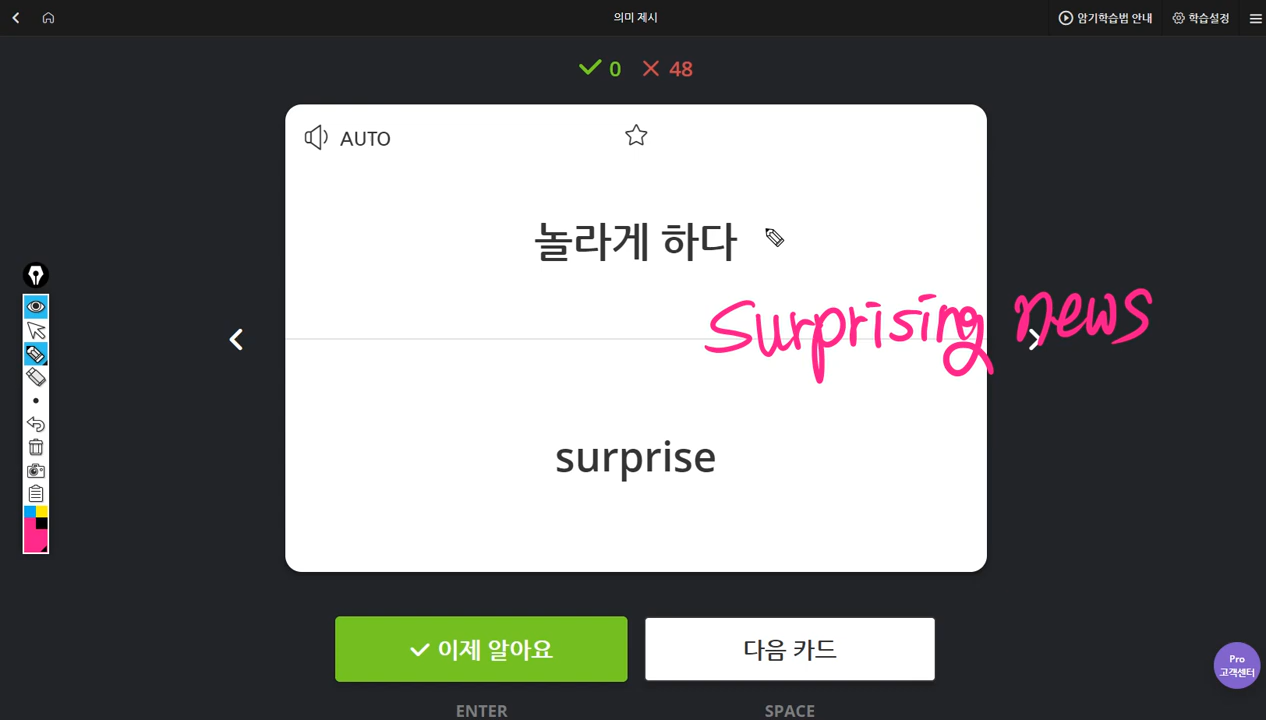 의미 제시
암기학습법 안내
학습설정
0 48
AUTO
놀라게 하다
surprising news
surprise
이제 알아요
다음 카드
ENTER
SPACE
Pro
고객센터